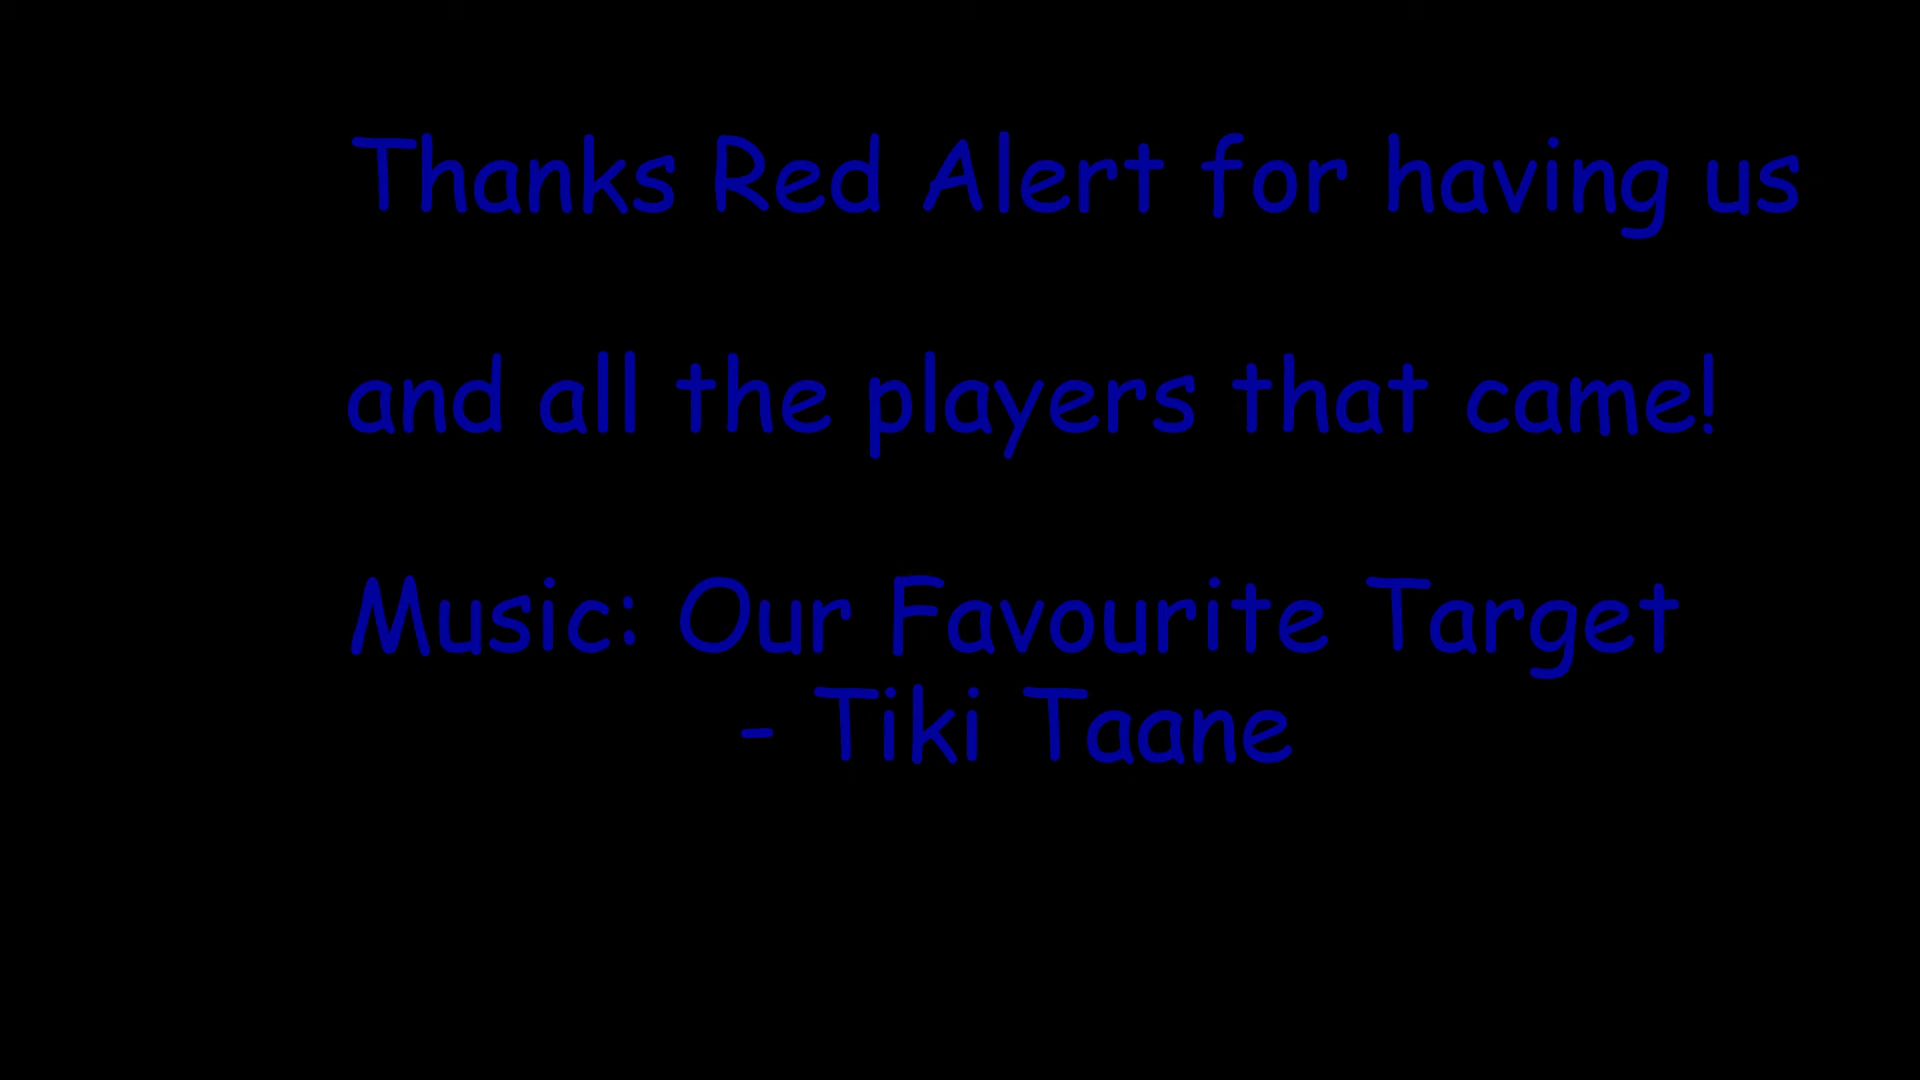 Thanks Red Alert for having us
and all the players that came!
Music: Our Favourite Target
- Tiki Taane